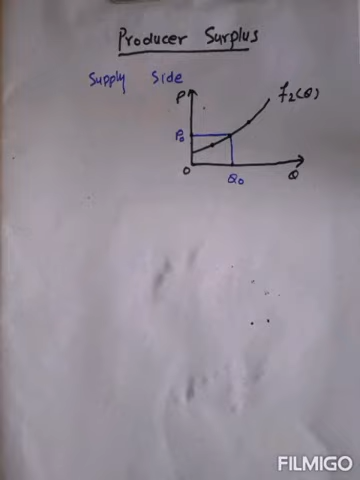 Producer Surplus
Supply Side
P
f2(Q)
P0
0
Q0
Q
FILMIGO